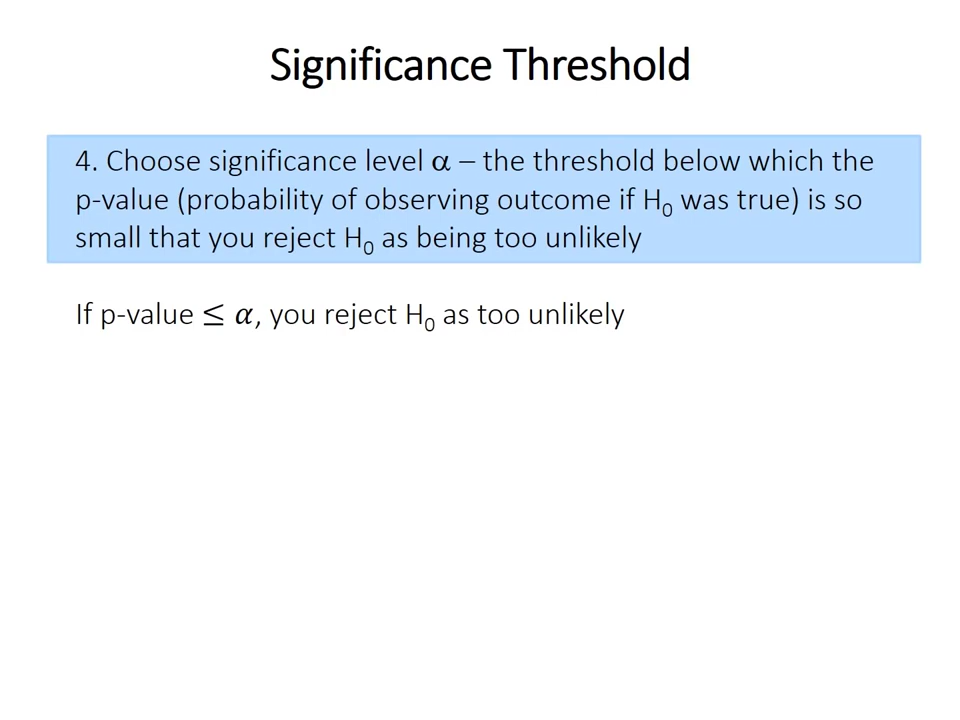 Significance Threshold
4. Choose significance level α – the threshold below which the
p-value (probability of observing outcome if H₀ was true) is so
small that you reject H₀ as being too unlikely
If p-value ≤ 𝛼, you reject H₀ as too unlikely